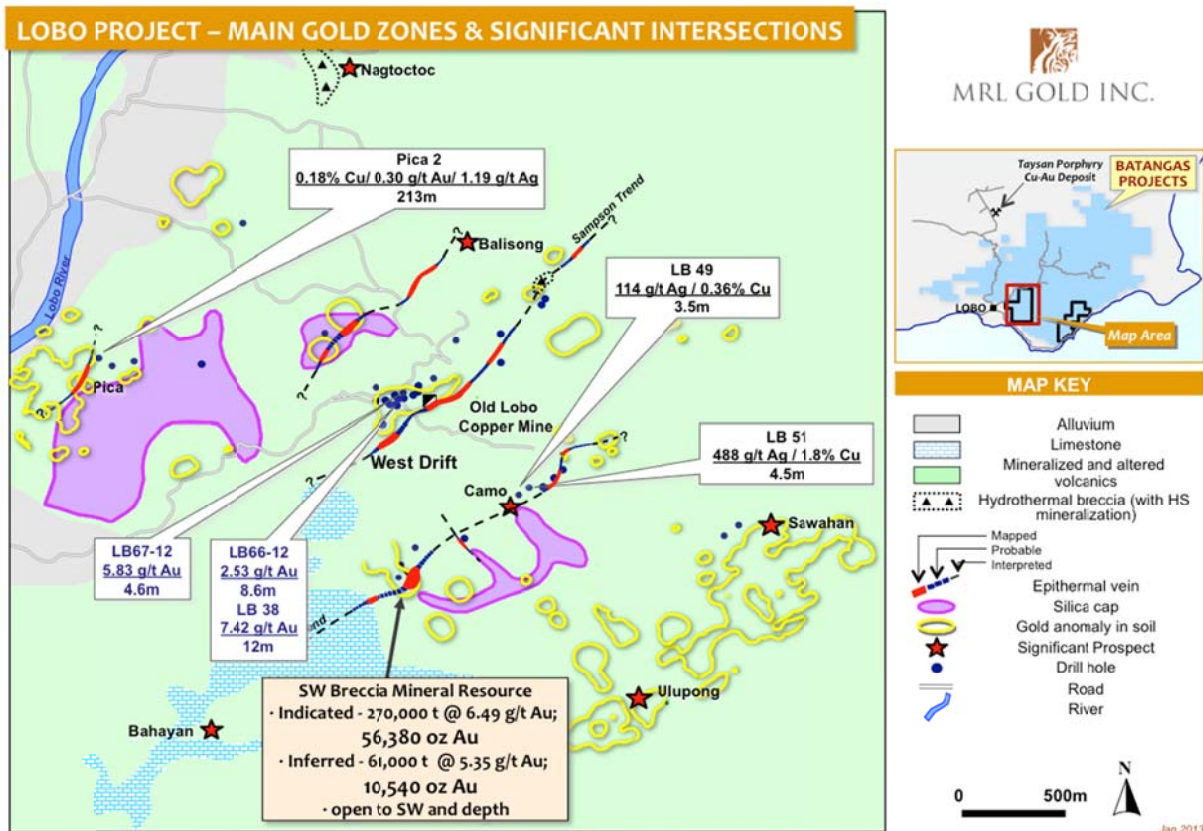 LOBO PROJECT – MAIN GOLD ZONES & SIGNIFICANT INTERSECTIONS
Nagtoctoc
Pica 2
0.18% Cu/ 0.30 g/t Au/ 1.19 g/t Ag
213m
Lobo River
?
Sampson Trend
Balisong
?
LB 49
114 g/t Ag / 0.36% Cu
3.5m
?
Pica
?
?
Old Lobo
Copper Mine
West Drift
?
?
LB 51
488 g/t Ag / 1.8% Cu
4.5m
Camo
Sawahan
LB67-12
5.83 g/t Au
4.6m
LB66-12
2.53 g/t Au
8.6m
LB 38
7.42 g/t Au
12m
SW Breccia Mineral Resource
· Indicated - 270,000 t @ 6.49 g/t Au;
56,380 oz Au
· Inferred - 61,000 t @ 5.35 g/t Au;
10,540 oz Au
· open to SW and depth
Ulupong
Bahayan
MRL GOLD INC.
Taysan Porphyry
Cu-Au Deposit
BATANGAS
PROJECTS
LOBO
Map Area
MAP KEY
Alluvium
Limestone
Mineralized and altered
volcanics
Hydrothermal breccia (with HS
mineralization)
Mapped
Probable
Interpreted
Epithermal vein
Silica cap
Gold anomaly in soil
Significant Prospect
Drill hole
Road
River
0 500m
N